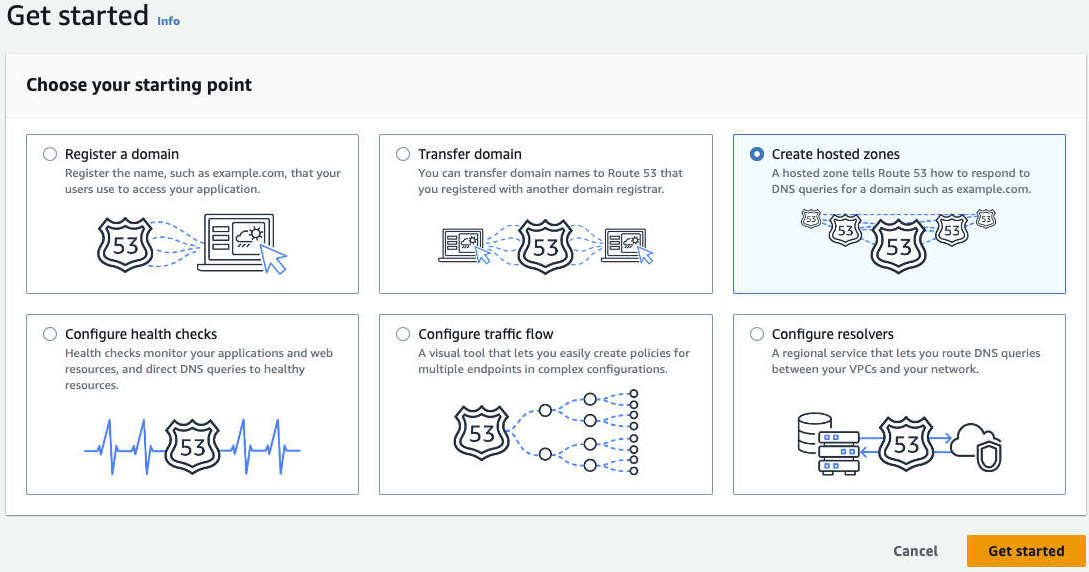 Get started Info
Choose your starting point
Register a domain
Register the name, such as example.com, that your
users use to access your application.
53
Transfer domain
You can transfer domain names to Route 53 that
you registered with another domain registrar.
53
Create hosted zones
A hosted zone tells Route 53 how to respond to
DNS queries for a domain such as example.com.
53 53 53 53 53
Configure health checks
Health checks monitor your applications and web
resources, and direct DNS queries to healthy
resources.
53
Configure traffic flow
A visual tool that lets you easily create policies for
multiple endpoints in complex configurations.
53
Configure resolvers
A regional service that lets you route DNS queries
between your VPCs and your network.
53
Cancel Get started